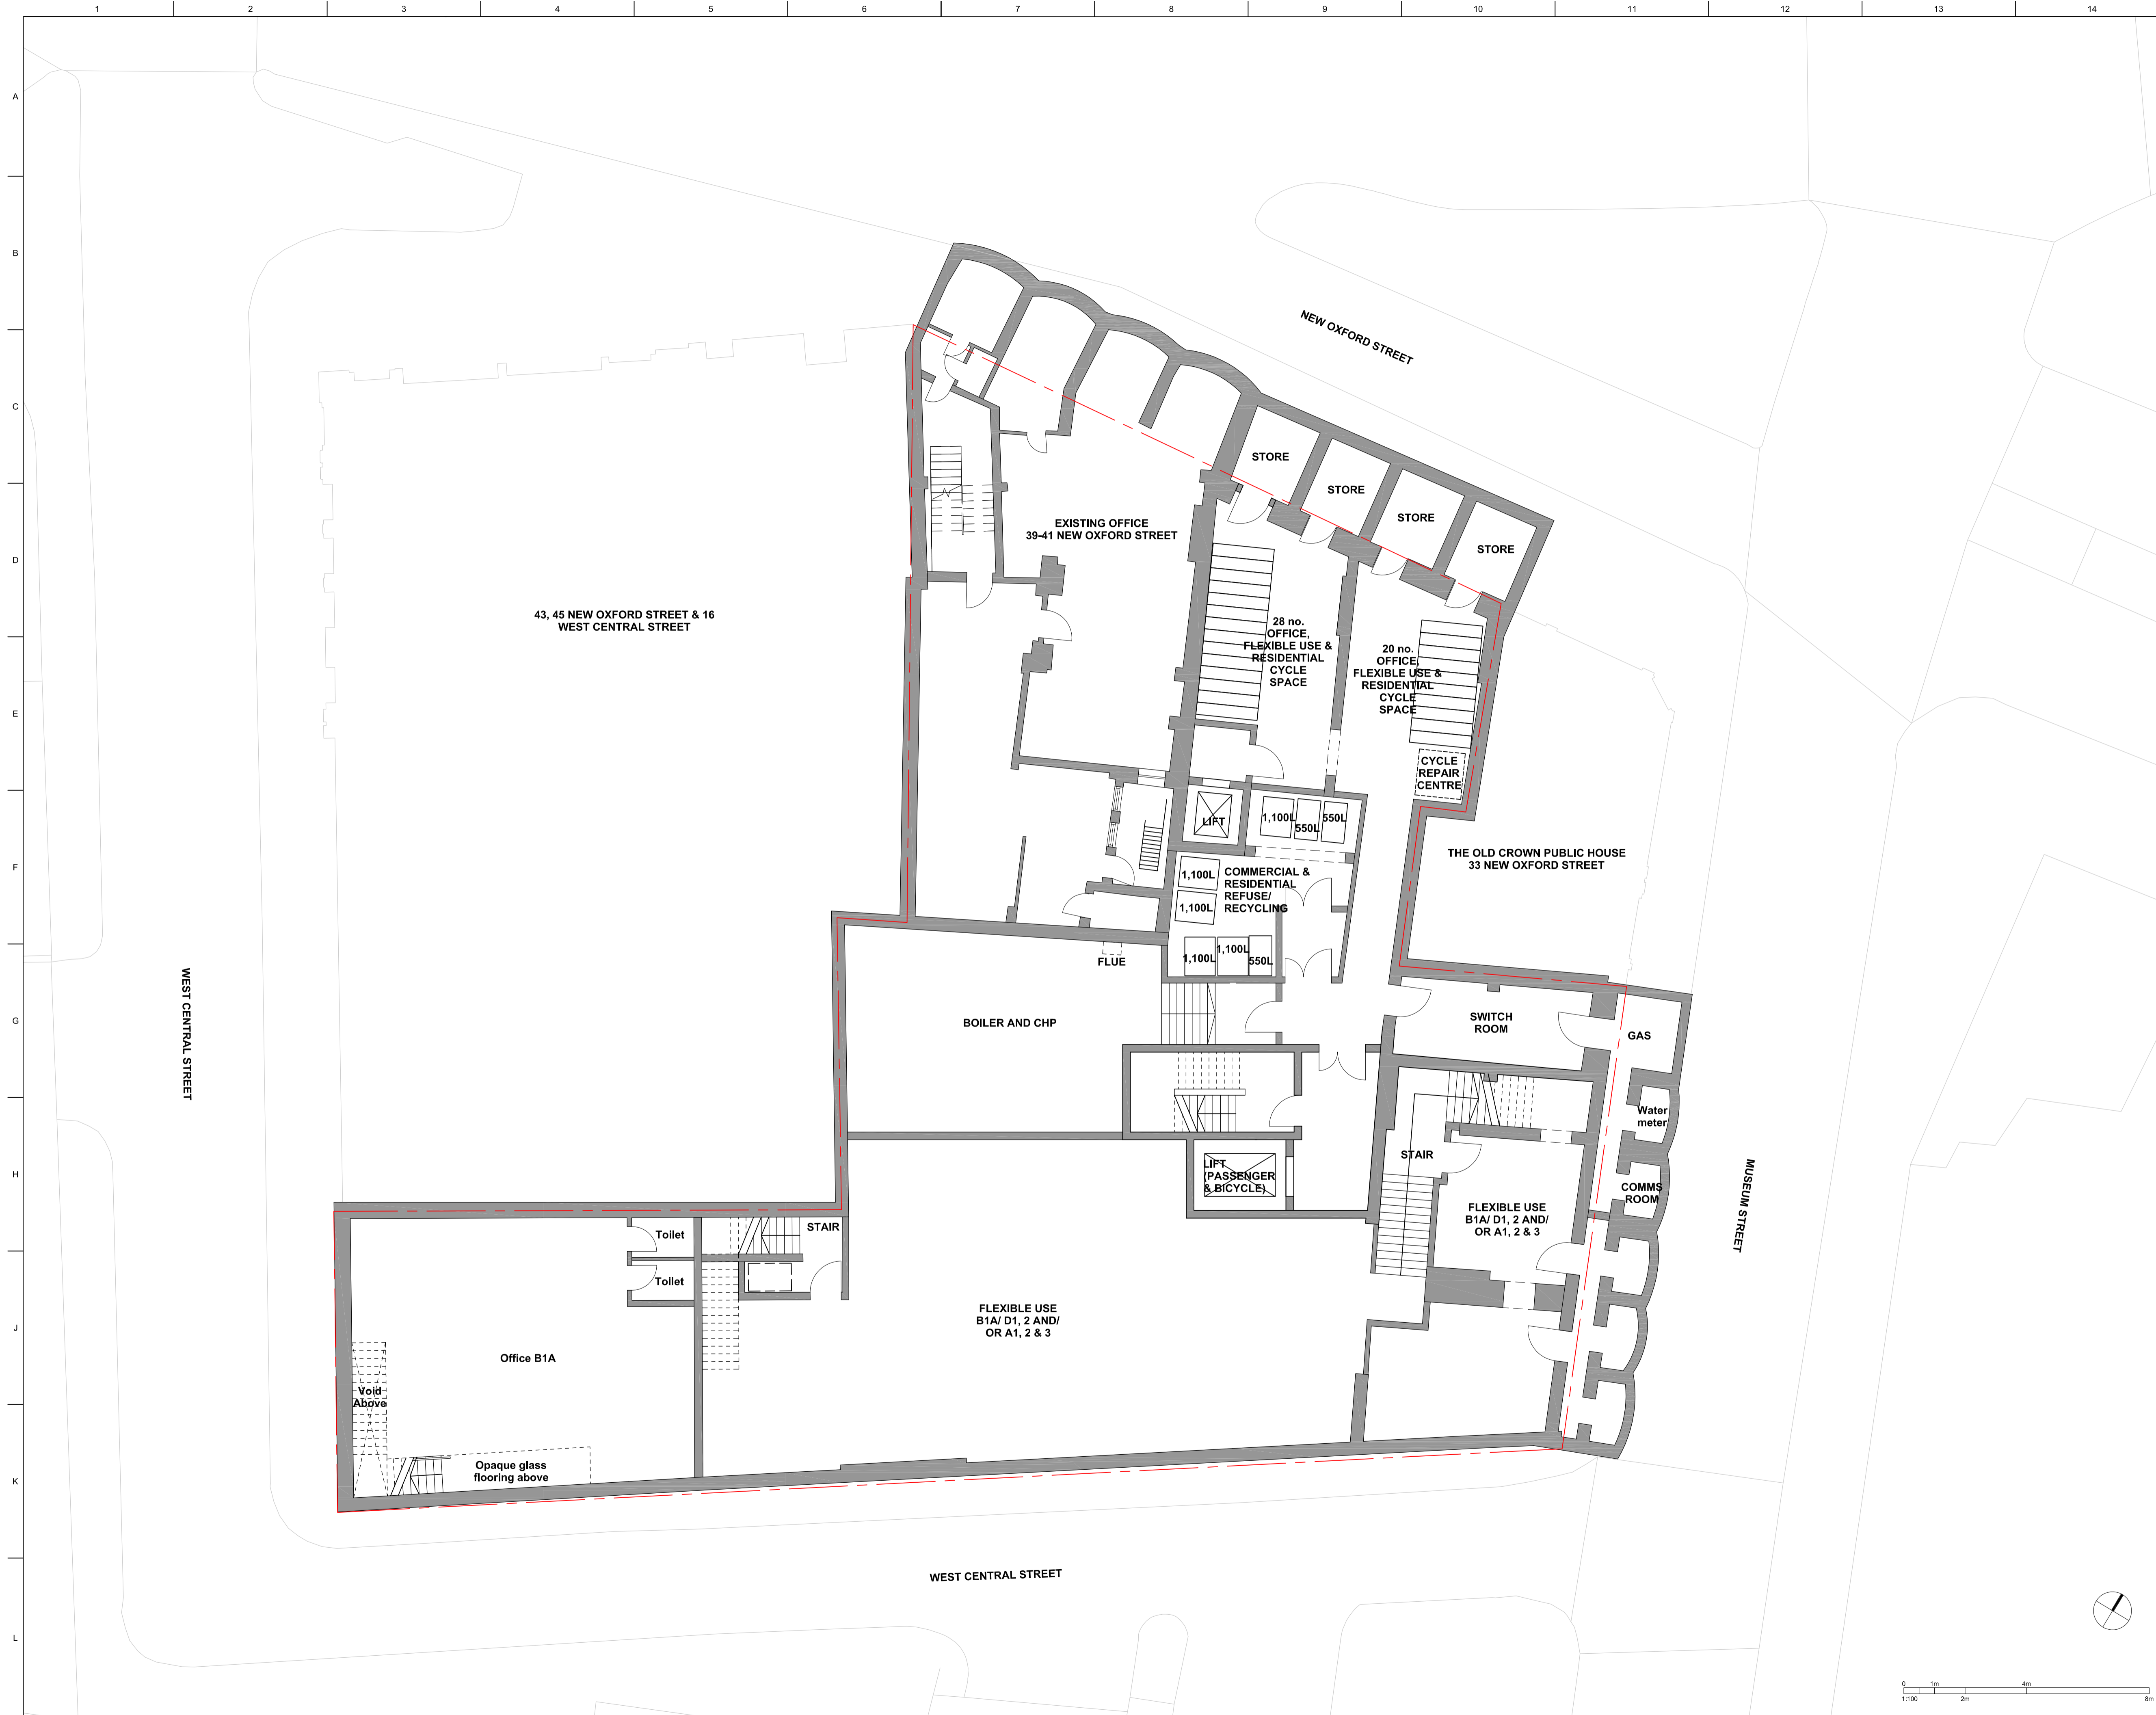 1 2 3 4 5 6 7 8 9 10 11 12 13 14
A
B
C
D
E
F
G
H
J
K
L
NEW OXFORD STREET
STORE
STORE
STORE
STORE
EXISTING OFFICE
39-41 NEW OXFORD STREET
43, 45 NEW OXFORD STREET & 16
WEST CENTRAL STREET
28 no.
OFFICE,
FLEXIBLE USE &
RESIDENTIAL
CYCLE
SPACE
20 no.
OFFICE,
FLEXIBLE USE &
RESIDENTIAL
CYCLE
SPACE
CYCLE
REPAIR
CENTRE
LIFT
1,100L
550L
550L
THE OLD CROWN PUBLIC HOUSE
33 NEW OXFORD STREET
1,100L
COMMERCIAL &
RESIDENTIAL
REFUSE/
RECYCLING
1,100L
1,100L
1,100L
550L
FLUE
WEST CENTRAL STREET
BOILER AND CHP
SWITCH
ROOM
GAS
Water
meter
STAIR
LIFT
(PASSENGER
& BICYCLE)
COMMS
ROOM
MUSEUM STREET
FLEXIBLE USE
B1A/ D1, 2 AND/
OR A1, 2 & 3
Toilet
STAIR
Toilet
FLEXIBLE USE
B1A/ D1, 2 AND/
OR A1, 2 & 3
Office B1A
Void
Above
Opaque glass
flooring above
WEST CENTRAL STREET
0 1m 4m
1:100 2m 8m